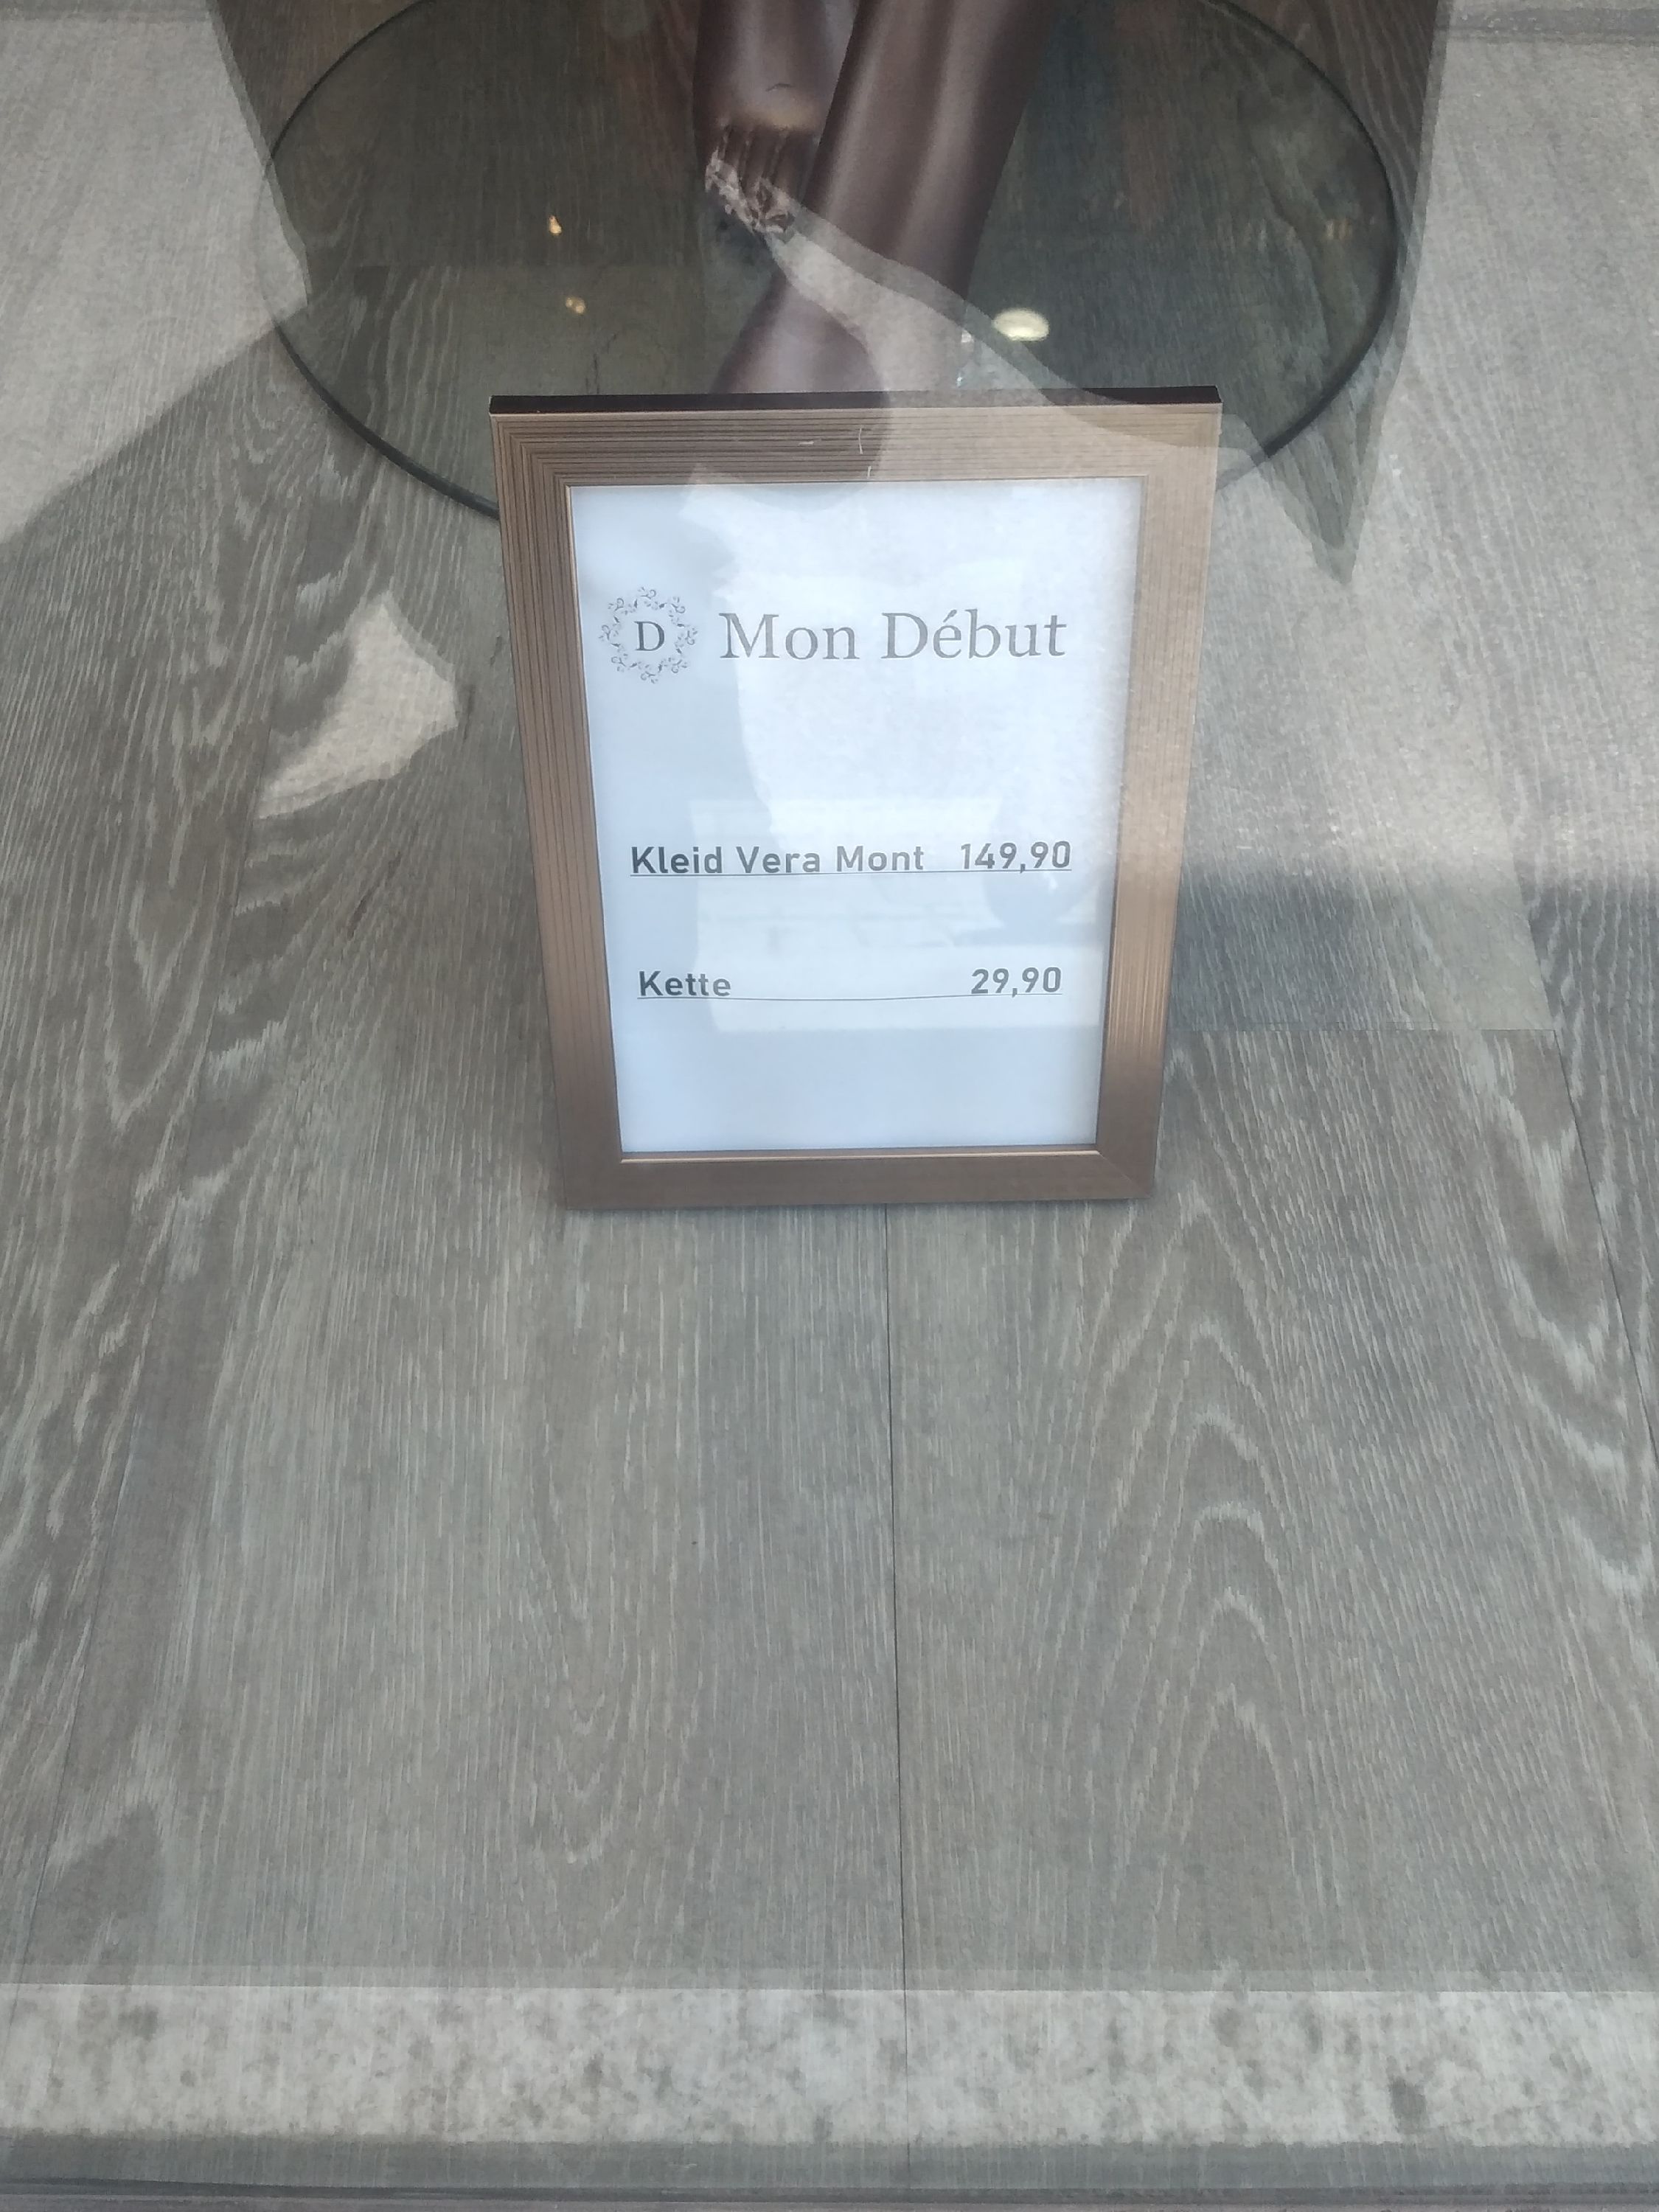 D Mon Début
Kleid Vera Mont 149,90
Kette 29,90